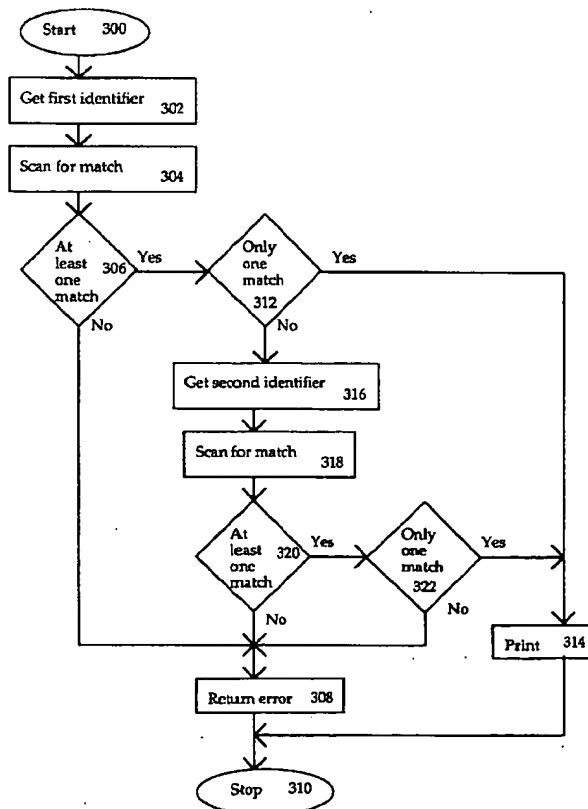 Start 300
Get first identifier 302
Scan for match 304
At
least 306
one
match
Yes
No
Only
one
match
312
Yes
No
Get second identifier 316
Scan for match 318
At
least 320
one
match
Yes
No
Only
one
match
322
Yes
No
Print 314
Return error 308
Stop 310